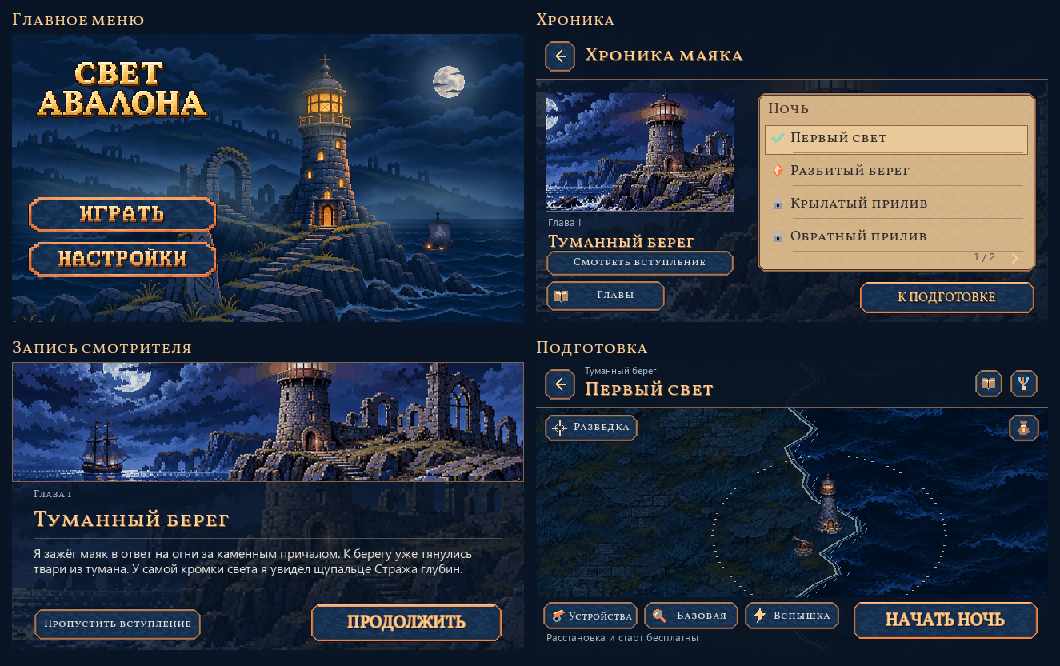 Главное меню
СВЕТ
АВАЛОНА
ИГРАТЬ
НАСТРОЙКИ
Хроника
Хроника маяка
Глава I
Туманный берег
Смотреть вступление
Главы
Ночь
Первый свет
Разбитый берег
Крылатый прилив
Обратный прилив
1/2
К ПОДГОТОВКЕ
Запись смотрителя
Глава I
Туманный берег
Я зажёг маяк в ответ на огни за каменным причалом. К берегу уже тянулись
твари из тумана. У самой кромки света я увидел щупальце Стража глубин.
Пропустить вступление
ПРОДОЛЖИТЬ
Подготовка
Туманный берег
Первый свет
Разведка
Устройства
Базовая
Вспышка
НАЧАТЬ НОЧЬ
Расстановка и старт бесплатны